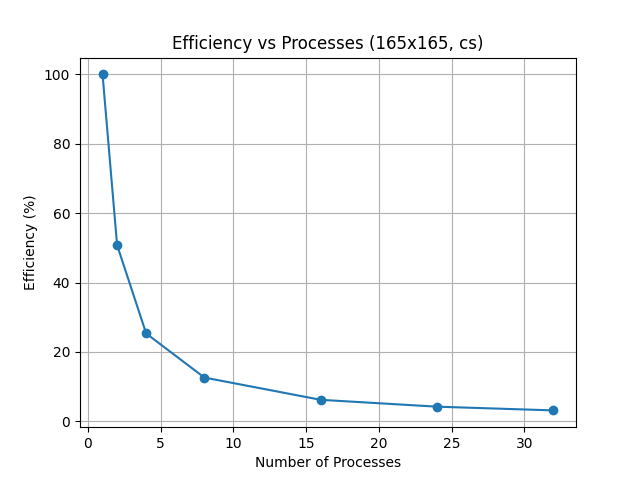 Efficiency vs Processes (165x165, cs)
100
80
60
40
20
0
Efficiency (%)
0 5 10 15 20 25 30
Number of Processes